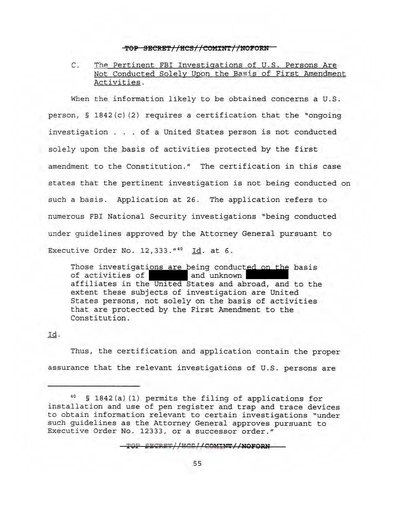 TOP SECRET//HCS//COMINT//NOFORN
C. The Pertinent FBI Investigations of U.S. Persons Are
Not Conducted Solely Upon the Basis of First Amendment
Activities.
When the information likely to be obtained concerns a U.S.
person, § 1842(c)(2) requires a certification that the "ongoing
investigation . . . of a United States person is not conducted
solely upon the basis of activities protected by the first
amendment to the Constitution." The certification in this case
states that the pertinent investigation is not being conducted on
such a basis. Application at 26. The application refers to
numerous FBI National Security investigations "being conducted
under guidelines approved by the Attorney General pursuant to
Executive Order No. 12,333."40 Id. at 6.
Those investigations are being conducted on the basis
of activities of and unknown
affiliates in the United States and abroad, and to the
extent these subjects of investigation are United
States persons, not solely on the basis of activities
that are protected by the First Amendment to the
Constitution.
Id.
Thus, the certification and application contain the proper
assurance that the relevant investigations of U.S. persons are
40 § 1842(a)(1) permits the filing of applications for
installation and use of pen register and trap and trace devices
to obtain information relevant to certain investigations "under
such guidelines as the Attorney General approves pursuant to
Executive Order No. 12333, or a successor order."
TOP SECRET//HCS//COMINT//NOFORN
55